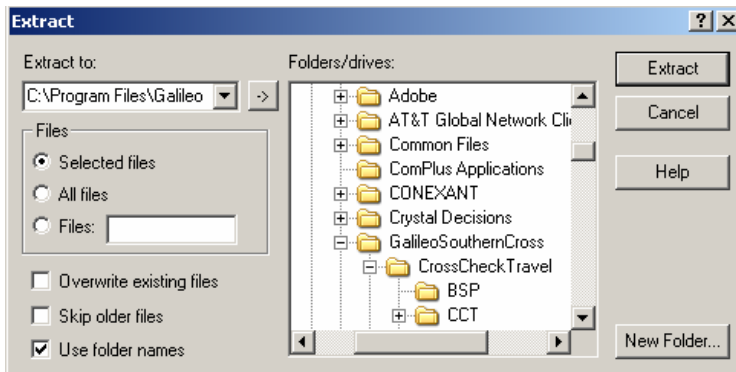 Extract
Extract to:
C:\Program Files\Galileo
->
Files
Selected files
All files
Files:
Overwrite existing files
Skip older files
Use folder names
Folders/drives:
Adobe
AT&T Global Network Clie
Common Files
ComPlus Applications
CONEXANT
Crystal Decisions
GalileoSouthernCross
CrossCheckTravel
BSP
CCT
Extract
Cancel
Help
New Folder...